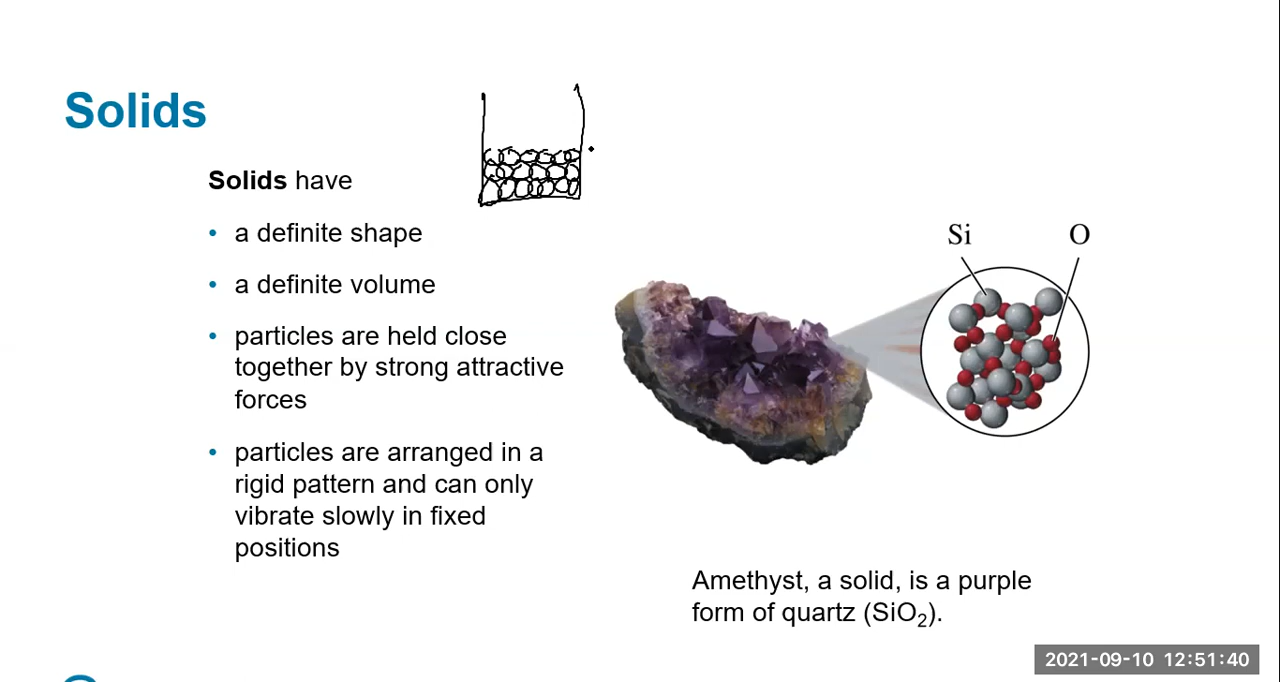 Solids
Solids have
• a definite shape
• a definite volume
• particles are held close
together by strong attractive
forces
• particles are arranged in a
rigid pattern and can only
vibrate slowly in fixed
positions
Si
O
Amethyst, a solid, is a purple
form of quartz (SiO₂).
2021-09-10 12:51:40